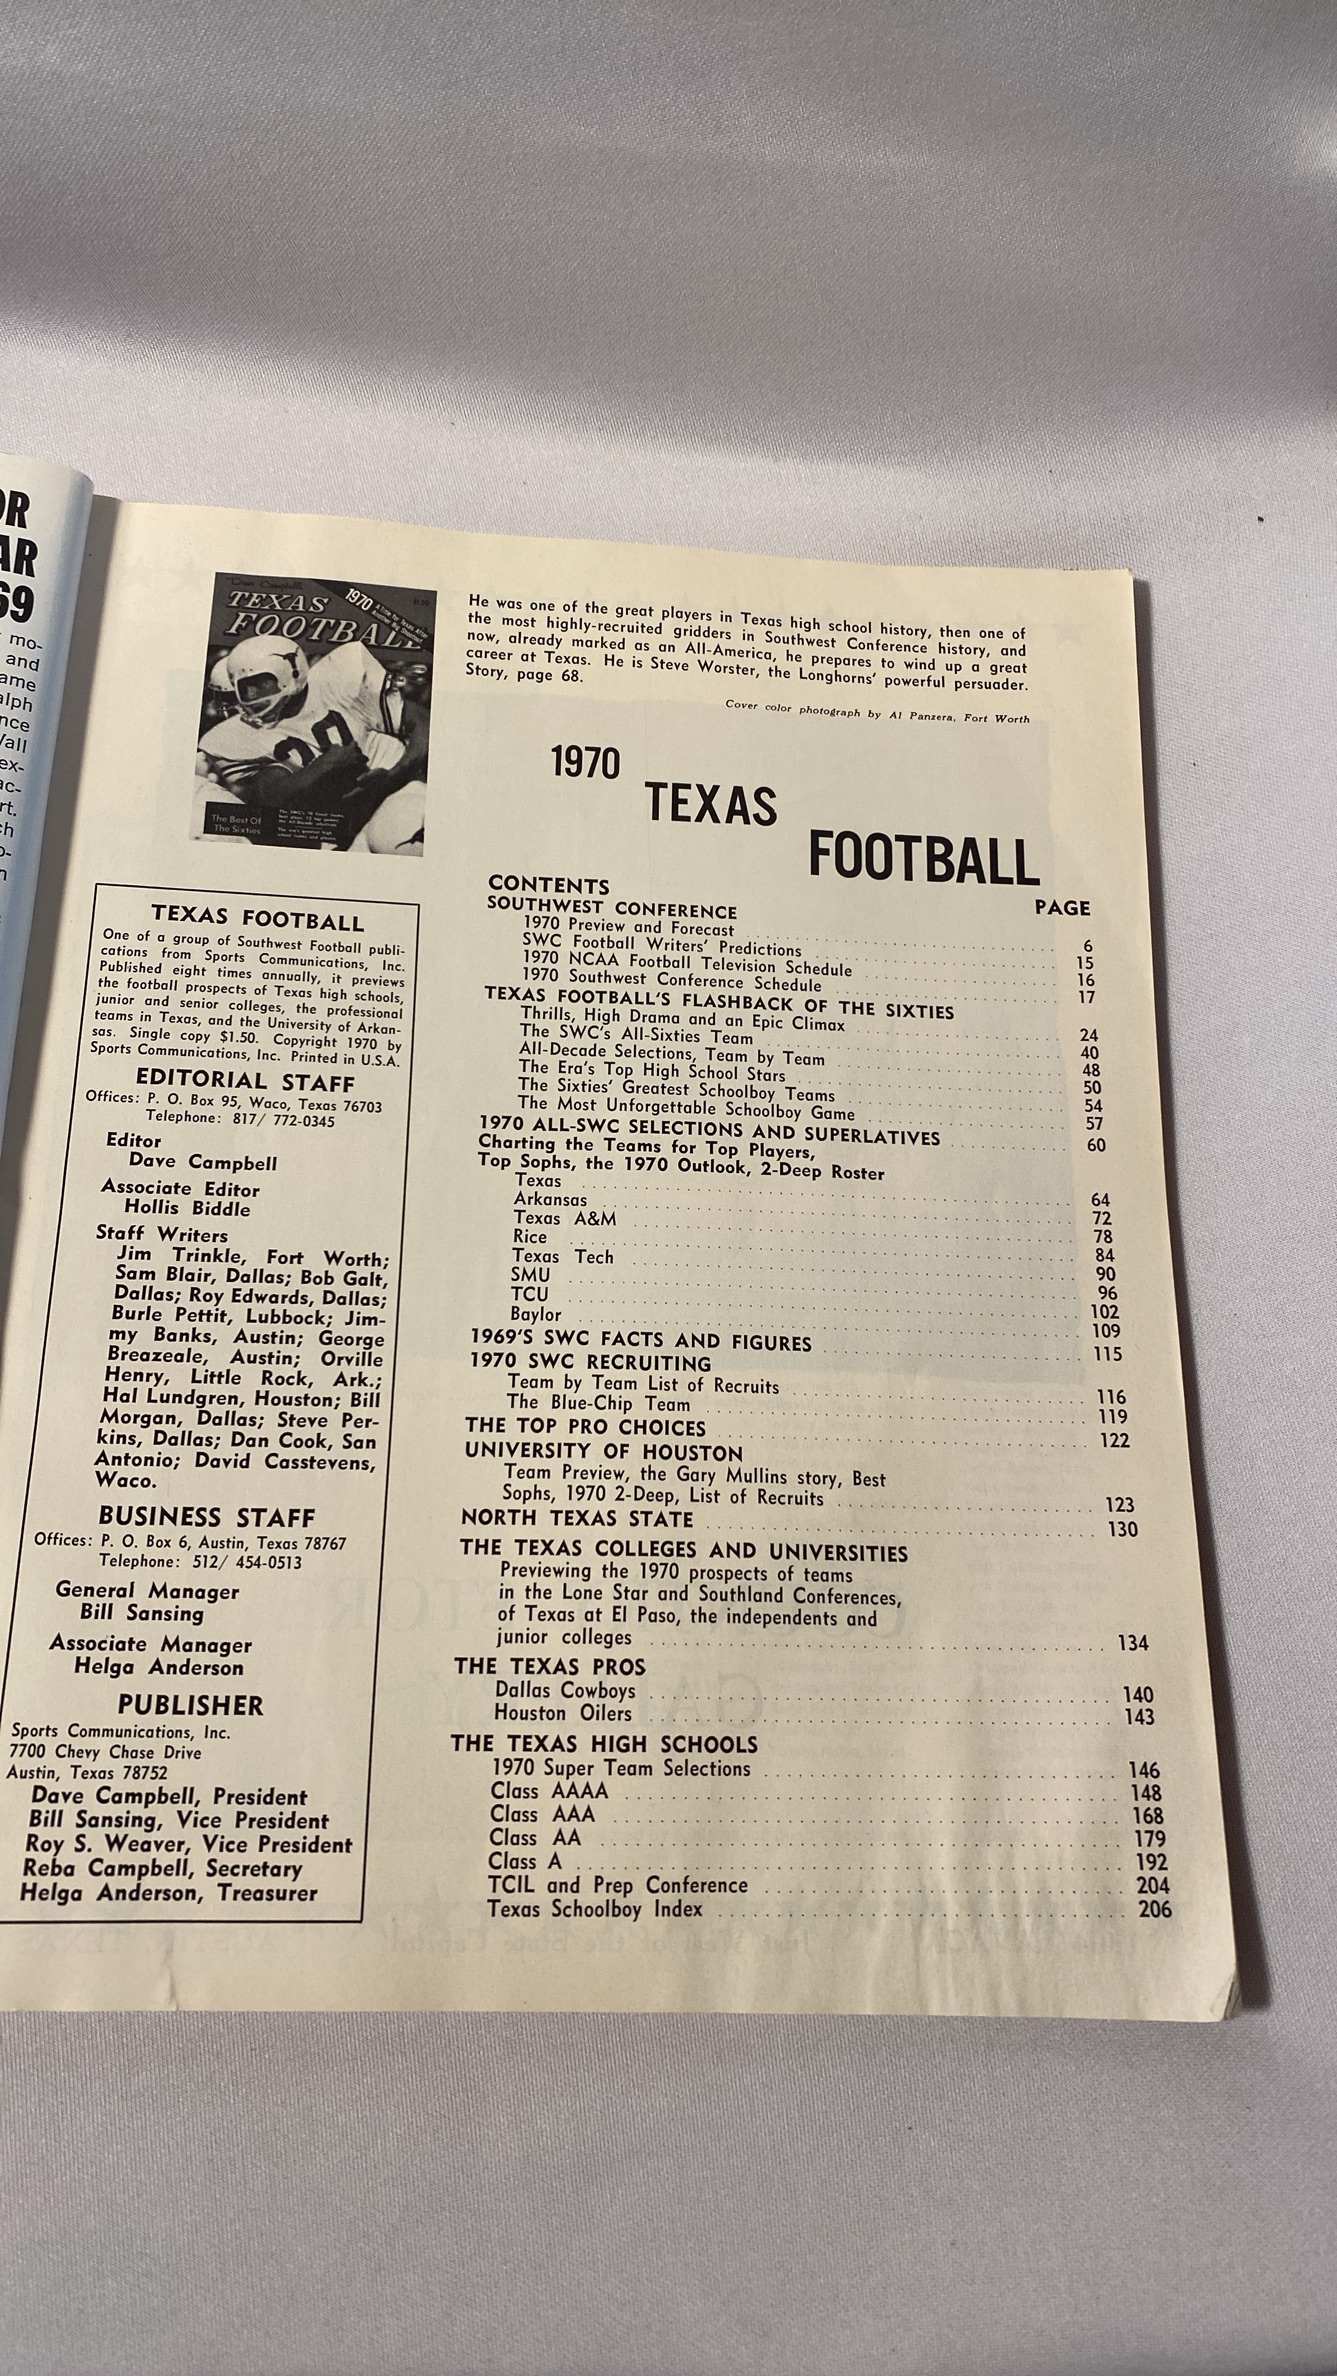 OR
AR
69
mo-
and
ame
alph
nce
Wall
ex-
ac-
rt.
ch
o-
n
TEXAS
FOOTBALL
1970
The Best Of
The Sixties
He was one of the great players in Texas high school history, then one of
the most highly-recruited gridders in Southwest Conference history, and
now, already marked as an All-America, he prepares to wind up a great
career at Texas. He is Steve Worster, the Longhorns' powerful persuader.
Story, page 68.
Cover color photograph by Al Panzera, Fort Worth
TEXAS FOOTBALL
One of a group of Southwest Football publi-
cations from Sports Communications, Inc.
Published eight times annually, it previews
the football prospects of Texas high schools,
junior and senior colleges, the professional
teams in Texas, and the University of Arkan-
sas. Single copy $1.50. Copyright 1970 by
Sports Communications, Inc. Printed in U.S.A.
EDITORIAL STAFF
Offices: P. O. Box 95, Waco, Texas 76703
Telephone: 817/ 772-0345
Editor
Dave Campbell
Associate Editor
Hollis Biddle
Staff Writers
Jim Trinkle, Fort Worth;
Sam Blair, Dallas; Bob Galt,
Dallas; Roy Edwards, Dallas;
Burle Pettit, Lubbock; Jim-
my Banks, Austin; George
Breazeale, Austin; Orville
Henry, Little Rock, Ark.;
Hal Lundgren, Houston; Bill
Morgan, Dallas; Steve Per-
kins, Dallas; Dan Cook, San
Antonio; David Casstevens,
Waco.
BUSINESS STAFF
Offices: P. O. Box 6, Austin, Texas 78767
Telephone: 512/ 454-0513
General Manager
Bill Sansing
Associate Manager
Helga Anderson
PUBLISHER
Sports Communications, Inc.
7700 Chevy Chase Drive
Austin, Texas 78752
Dave Campbell, President
Bill Sansing, Vice President
Roy S. Weaver, Vice President
Reba Campbell, Secretary
Helga Anderson, Treasurer
1970
TEXAS
FOOTBALL
CONTENTS PAGE
SOUTHWEST CONFERENCE
1970 Preview and Forecast 6
SWC Football Writers' Predictions 15
1970 NCAA Football Television Schedule 16
1970 Southwest Conference Schedule 17
TEXAS FOOTBALL'S FLASHBACK OF THE SIXTIES
Thrills, High Drama and an Epic Climax 24
The SWC's All-Sixties Team 40
All-Decade Selections, Team by Team 48
The Era's Top High School Stars 50
The Sixties' Greatest Schoolboy Teams 54
The Most Unforgettable Schoolboy Game 57
1970 ALL-SWC SELECTIONS AND SUPERLATIVES 60
Charting the Teams for Top Players,
Top Sophs, the 1970 Outlook, 2-Deep Roster
Texas 64
Arkansas 72
Texas A&M 78
Rice 84
Texas Tech 90
SMU 96
TCU 102
Baylor 109
1969'S SWC FACTS AND FIGURES 115
1970 SWC RECRUITING
Team by Team List of Recruits 116
The Blue-Chip Team 119
THE TOP PRO CHOICES 122
UNIVERSITY OF HOUSTON
Team Preview, the Gary Mullins story, Best
Sophs, 1970 2-Deep, List of Recruits 123
NORTH TEXAS STATE 130
THE TEXAS COLLEGES AND UNIVERSITIES
Previewing the 1970 prospects of teams
in the Lone Star and Southland Conferences,
of Texas at El Paso, the independents and
junior colleges 134
THE TEXAS PROS
Dallas Cowboys 140
Houston Oilers 143
THE TEXAS HIGH SCHOOLS
1970 Super Team Selections 146
Class AAAA 148
Class AAA 168
Class AA 179
Class A 192
TCIL and Prep Conference 204
Texas Schoolboy Index 206